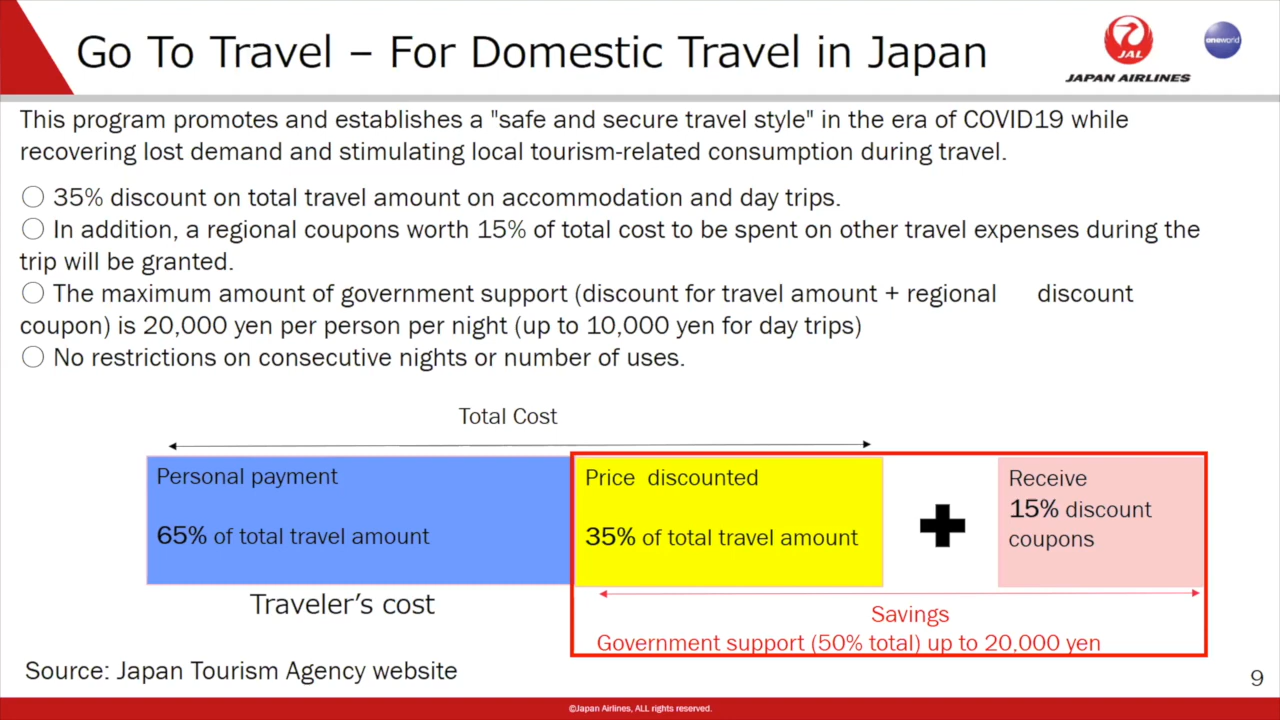 Go To Travel – For Domestic Travel in Japan
JAL
JAPAN AIRLINES
oneworld
This program promotes and establishes a "safe and secure travel style" in the era of COVID19 while
recovering lost demand and stimulating local tourism-related consumption during travel.
○ 35% discount on total travel amount on accommodation and day trips.
○ In addition, a regional coupons worth 15% of total cost to be spent on other travel expenses during the
trip will be granted.
○ The maximum amount of government support (discount for travel amount + regional discount
coupon) is 20,000 yen per person per night (up to 10,000 yen for day trips)
○ No restrictions on consecutive nights or number of uses.
Total Cost
Personal payment
65% of total travel amount
Price discounted
35% of total travel amount
Receive
15% discount
coupons
Traveler's cost
Savings
Government support (50% total) up to 20,000 yen
Source: Japan Tourism Agency website
9
©Japan Airlines, ALL rights reserved.